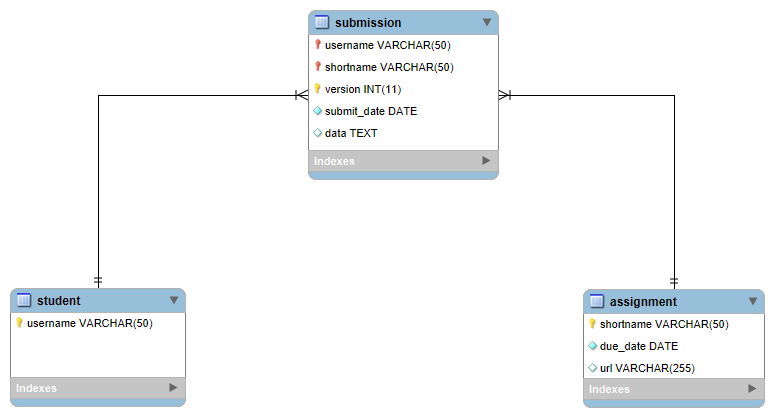 submission
username VARCHAR(50)
shortname VARCHAR(50)
version INT(11)
submit_date DATE
data TEXT
Indexes
student
username VARCHAR(50)
Indexes
assignment
shortname VARCHAR(50)
due_date DATE
url VARCHAR(255)
Indexes